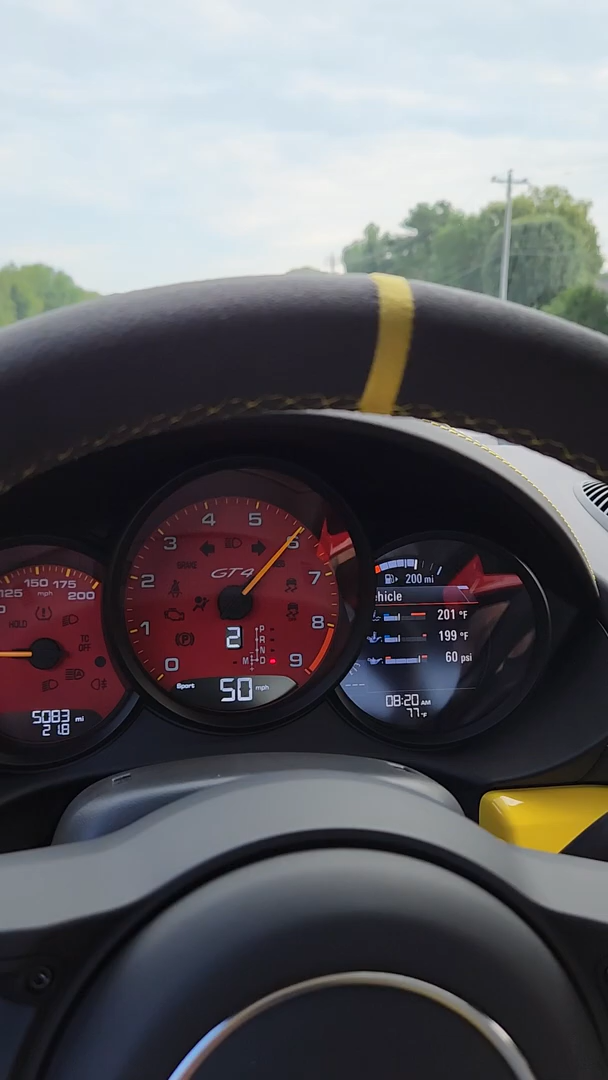 125 150 175 200
mph
HOLD
TC
OFF
5083 mi
21.8
0 1 2 3 4 5 6 7 8 9
BRAKE
GT4
2
P
R
N
M D
Sport 50 mph
200 mi
hicle
201 °F
199 °F
60 psi
08:20 AM
77 °F